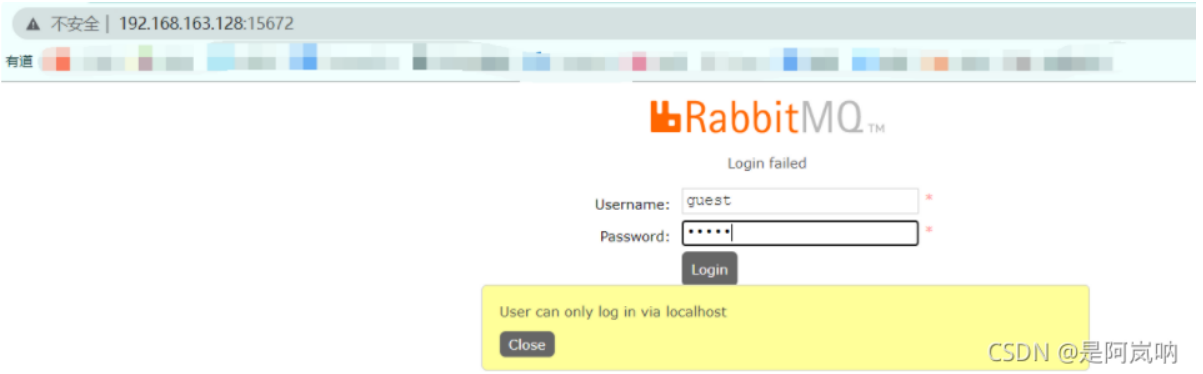 不安全 | 192.168.163.128:15672
有道
RabbitMQ TM
Login failed
Username: guest *
Password: ••••• *
Login
User can only log in via localhost
Close
CSDN @是阿岚呐